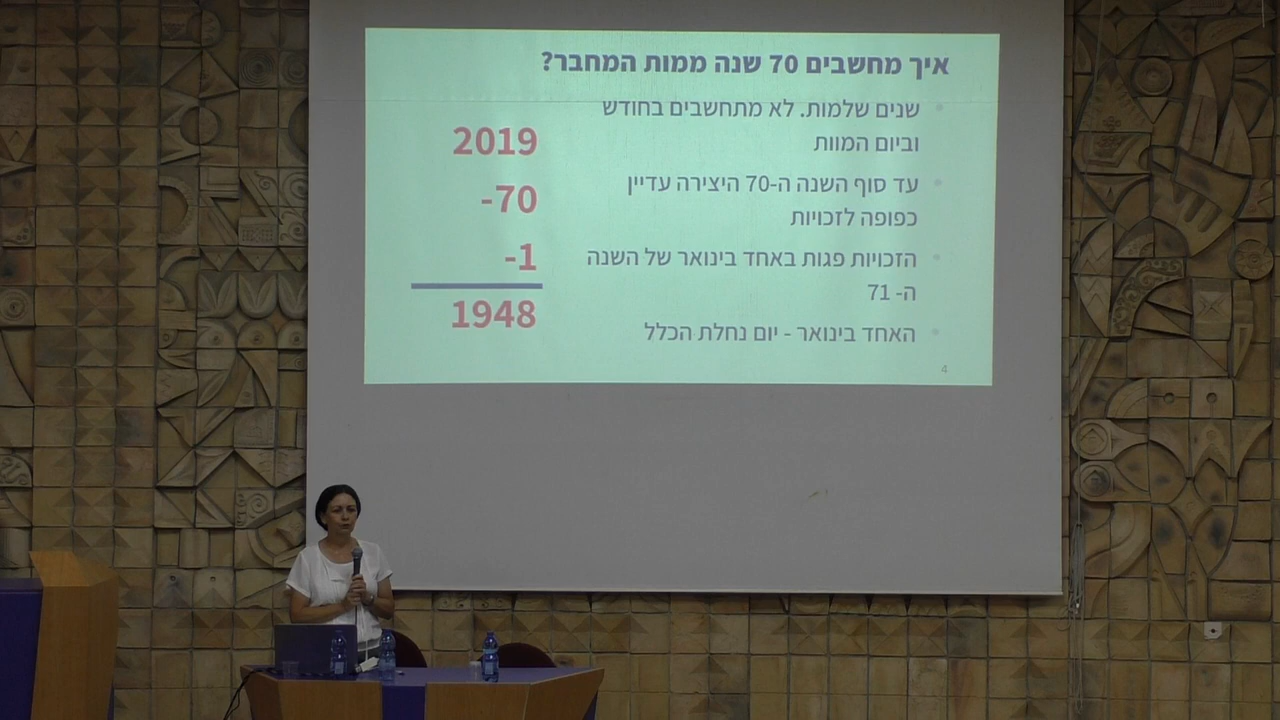 איך מחשבים 70 שנה ממות המחבר?
שנים שלמות. לא מתחשבים בחודש
וביום המוות
עד סוף השנה ה-70 היצירה עדיין
כפופה לזכויות
הזכויות פגות באחד בינואר של השנה
ה- 71
האחד בינואר - יום נחלת הכלל
2019
-70
-1
1948
4